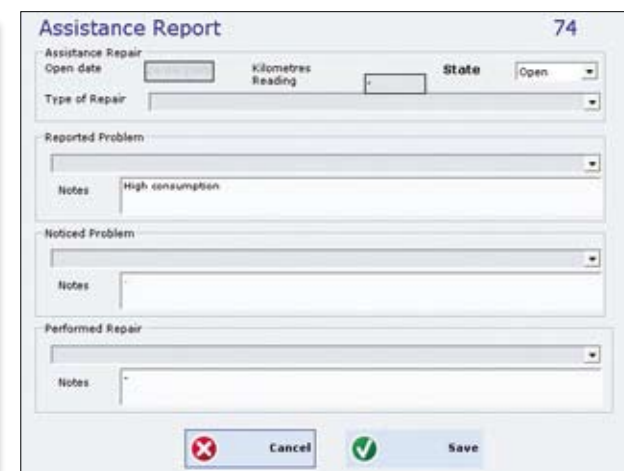 Assistance Report 74
Assistance Repair
Open date Kilometres Reading - State Open
Type of Repair
Reported Problem
Notes High consumption
Noticed Problem
Notes -
Performed Repair
Notes -
Cancel Save